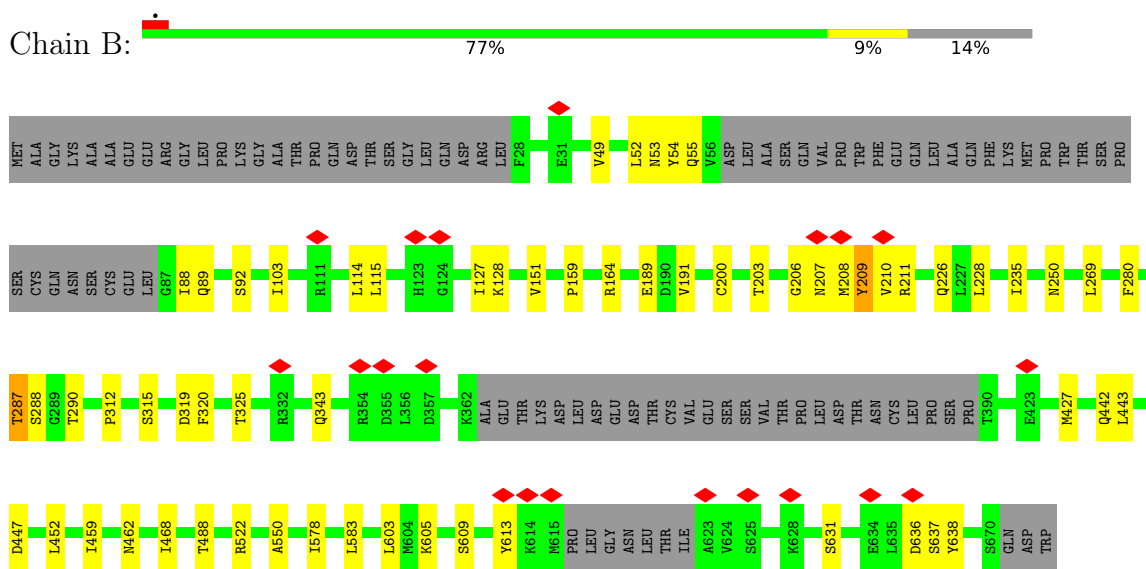 Chain B:
77% 9% 14%
MET ALA GLY LYS ALA ALA GLU GLU ARG GLY LEU PRO LYS GLY ALA THR PRO GLN ASP THR SER GLY LEU GLN ASP ARG LEU F28 E31 V49 L52 N53 Y54 Q55 V56 ASP LEU ALA SER GLN VAL PRO TRP PHE GLU GLN LEU ALA GLN PHE LYS MET PRO TRP THR SER PRO
SER CYS GLN ASN SER CYS GLU LEU G87 I88 Q89 S92 I103 R111 L114 L115 H123 G124 I127 K128 V151 P159 R164 E189 D190 V191 C200 T203 G206 N207 M208 Y209 V210 R211 Q226 L227 L228 I235 N250 L269 F280
T287 S288 G289 T290 P312 S315 D319 F320 T325 R332 Q343 R354 D355 L356 D357 K362 ALA GLU THR LYS ASP LEU ASP GLU ASP THR CYS VAL GLU SER SER VAL THR PRO LEU ASP THR ASN CYS LEU PRO SER PRO T390 E423 M427 Q442 L443
D447 L452 I459 N462 I468 T488 R522 A550 I578 L583 L603 M604 K605 S609 Y613 K614 M615 PRO LEU GLY ASN LEU THR ILE A623 V624 S625 K628 S631 E634 L635 D636 S637 Y638 S670 GLN ASP TRP